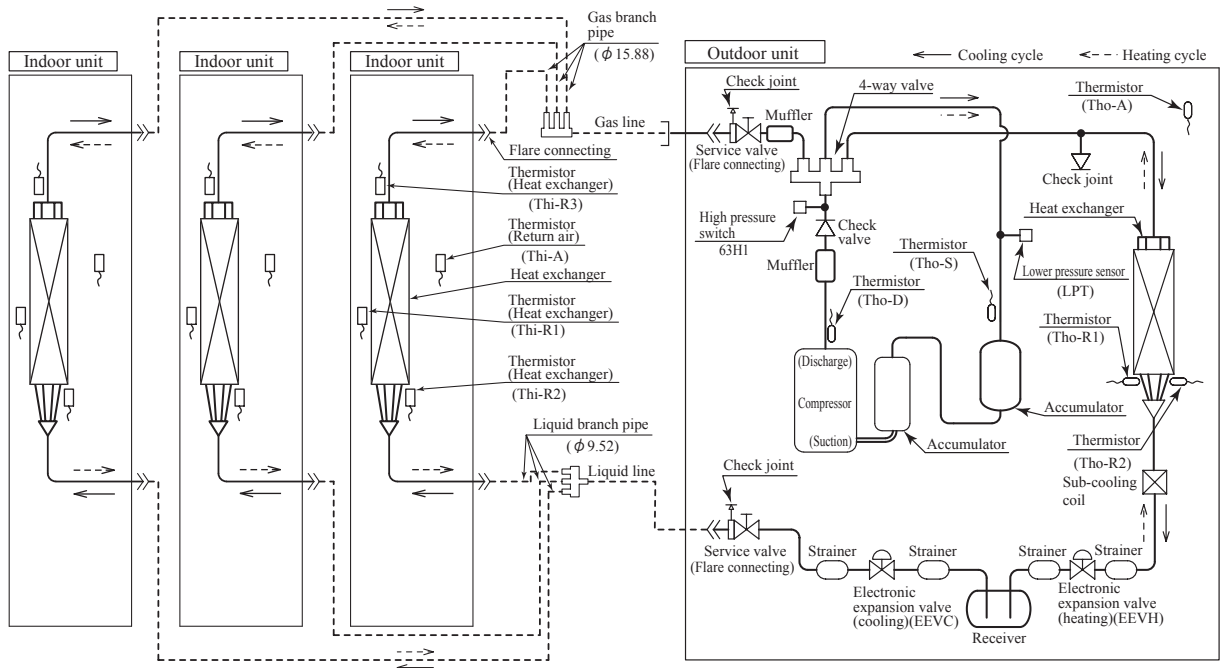 Gas branch
pipe
(ϕ 15.88)
Indoor unit
Indoor unit
Indoor unit
Outdoor unit
Cooling cycle
Heating cycle
Check joint
4-way valve
Thermistor
(Tho-A)
Muffler
Gas line
Service valve
(Flare connecting)
Flare connecting
Check joint
Thermistor
(Heat exchanger)
(Thi-R3)
High pressure
switch
63H1
Check
valve
Heat exchanger
Thermistor
(Return air)
(Thi-A)
Muffler
Thermistor
(Tho-S)
Heat exchanger
Thermistor
(Tho-D)
Lower pressure sensor
(LPT)
Thermistor
(Heat exchanger)
(Thi-R1)
Thermistor
(Tho-R1)
Thermistor
(Heat exchanger)
(Thi-R2)
(Discharge)
Compressor
(Suction)
Accumulator
Accumulator
Thermistor
(Tho-R2)
Liquid branch pipe
(ϕ 9.52)
Liquid line
Check joint
Sub-cooling
coil
Service valve
(Flare connecting)
Strainer
Strainer
Strainer
Strainer
Electronic
expansion valve
(cooling)(EEVC)
Electronic
expansion valve
(heating)(EEVH)
Receiver